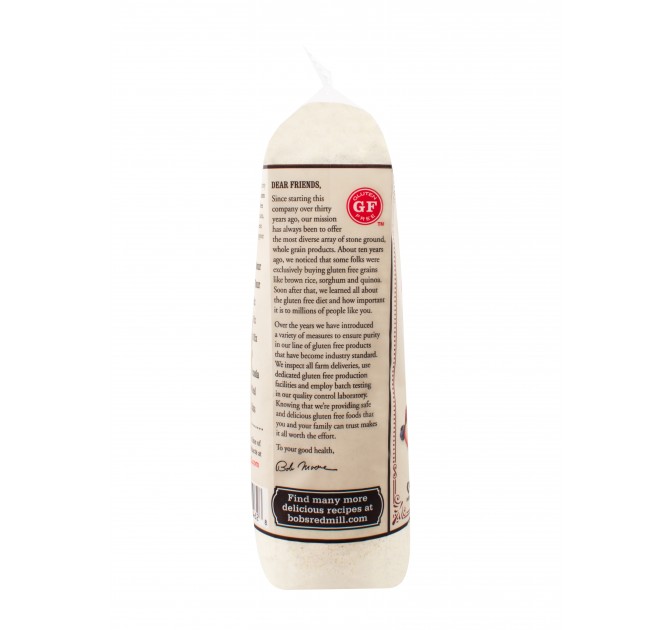 DEAR FRIENDS,
Since starting this
company over thirty
years ago, our mission
has always been to offer
the most diverse array of stone ground,
whole grain products. About ten years
ago, we noticed that some folks were
exclusively buying gluten free grains
like brown rice, sorghum and quinoa.
Soon after that, we learned all about
the gluten free diet and how important
it is to millions of people like you.
Over the years we have introduced
a variety of measures to ensure purity
in our line of gluten free products
that have become industry standard.
We inspect all farm deliveries, use
dedicated gluten free production
facilities and employ batch testing
in our quality control laboratory.
Knowing that we're providing safe
and delicious gluten free foods that
you and your family can trust makes
it all worth the effort.
To your good health,
Bob Moore
Find many more
delicious recipes at
bobsredmill.com
GLUTEN
GF
FREE
TM